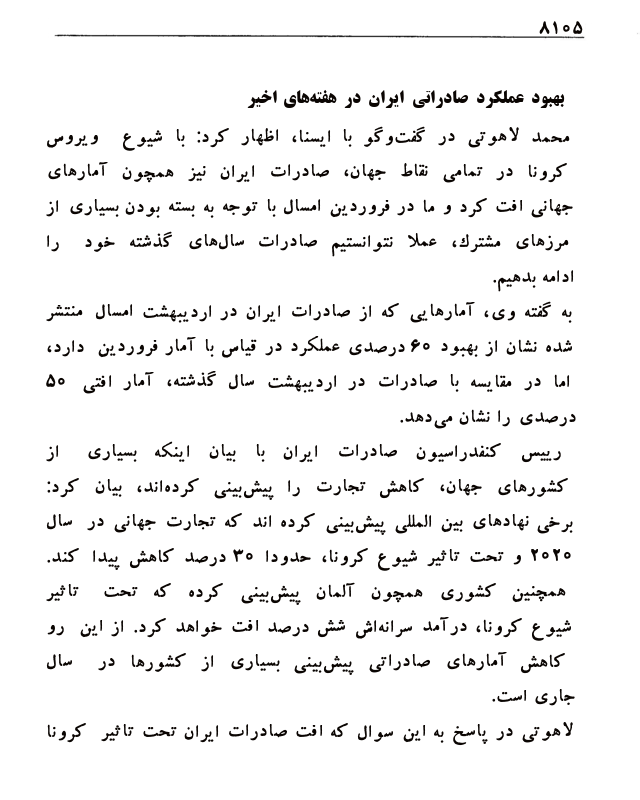 ۸۱۰۵
بهبود عملکرد صادراتی ایران در هفته‌های اخیر
محمد لاهوتی در گفت‌وگو با ایسنا، اظهار کرد: با شیوع ویروس
کرونا در تمامی نقاط جهان، صادرات ایران نیز همچون آمارهای
جهانی افت کرد و ما در فروردین امسال با توجه به بسته بودن بسیاری از
مرزهای مشترك، عملا نتوانستیم صادرات سال‌های گذشته خود را
ادامه بدهیم.
به گفته وی، آمارهایی که از صادرات ایران در اردیبهشت امسال منتشر
شده نشان از بهبود ۶۰ درصدی عملکرد در قیاس با آمار فروردین دارد،
اما در مقایسه با صادرات در اردیبهشت سال گذشته، آمار افتی ۵۰
درصدی را نشان می‌دهد.
رییس کنفدراسیون صادرات ایران با بیان اینکه بسیاری از
کشورهای جهان، کاهش تجارت را پیش‌بینی کرده‌اند، بیان کرد:
برخی نهادهای بین المللی پیش‌بینی کرده اند که تجارت جهانی در سال
۲۰۲۰ و تحت تاثیر شیوع کرونا، حدودا ۳۰ درصد کاهش پیدا کند.
همچنین کشوری همچون آلمان پیش‌بینی کرده که تحت تاثیر
شیوع کرونا، درآمد سرانه‌اش شش درصد افت خواهد کرد. از این رو
کاهش آمارهای صادراتی پیش‌بینی بسیاری از کشورها در سال
جاری است.
لاهوتی در پاسخ به این سوال که افت صادرات ایران تحت تاثیر کرونا